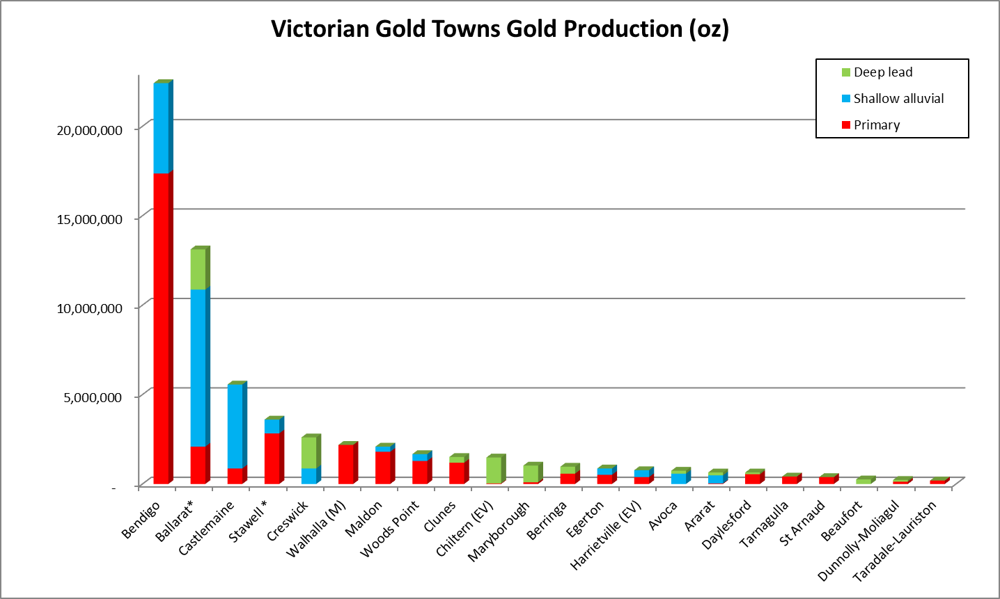 Victorian Gold Towns Gold Production (oz)
Deep lead
Shallow alluvial
Primary
20,000,000
15,000,000
10,000,000
5,000,000
-
Bendigo
Ballarat*
Castlemaine
Stawell *
Creswick
Walhalla (M)
Maldon
Woods Point
Clunes
Chiltern (EV)
Maryborough
Berringa
Egerton
Harrietville (EV)
Avoca
Ararat
Daylesford
Tarnagulla
St Arnaud
Beaufort
Dunnolly-Moliagul
Taradale-Lauriston